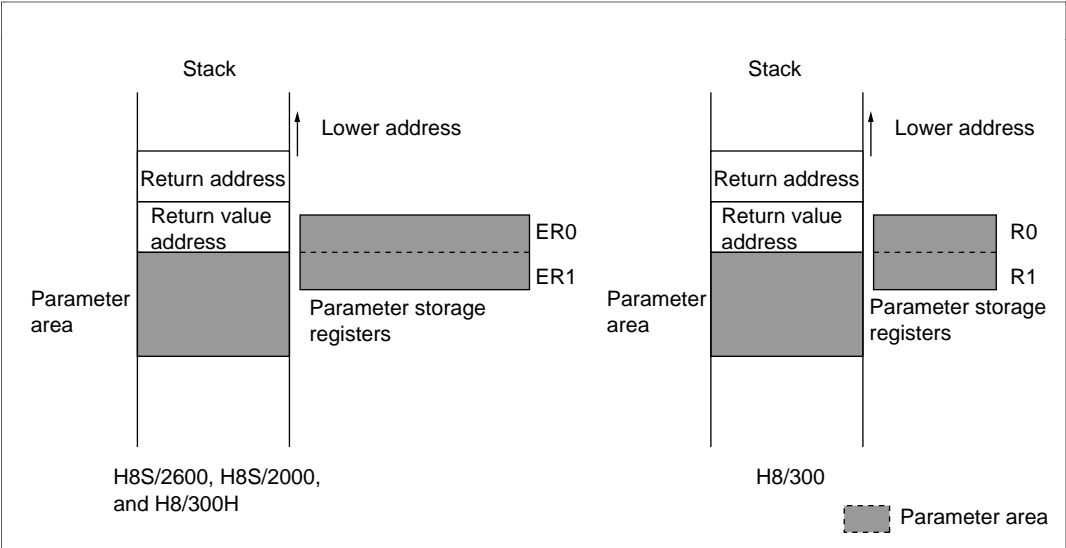 Stack
Lower address
Return address
Return value
address
ER0
ER1
Parameter
area
Parameter storage
registers
H8S/2600, H8S/2000,
and H8/300H
Stack
Lower address
Return address
Return value
address
R0
R1
Parameter
area
Parameter storage
registers
H8/300
Parameter area